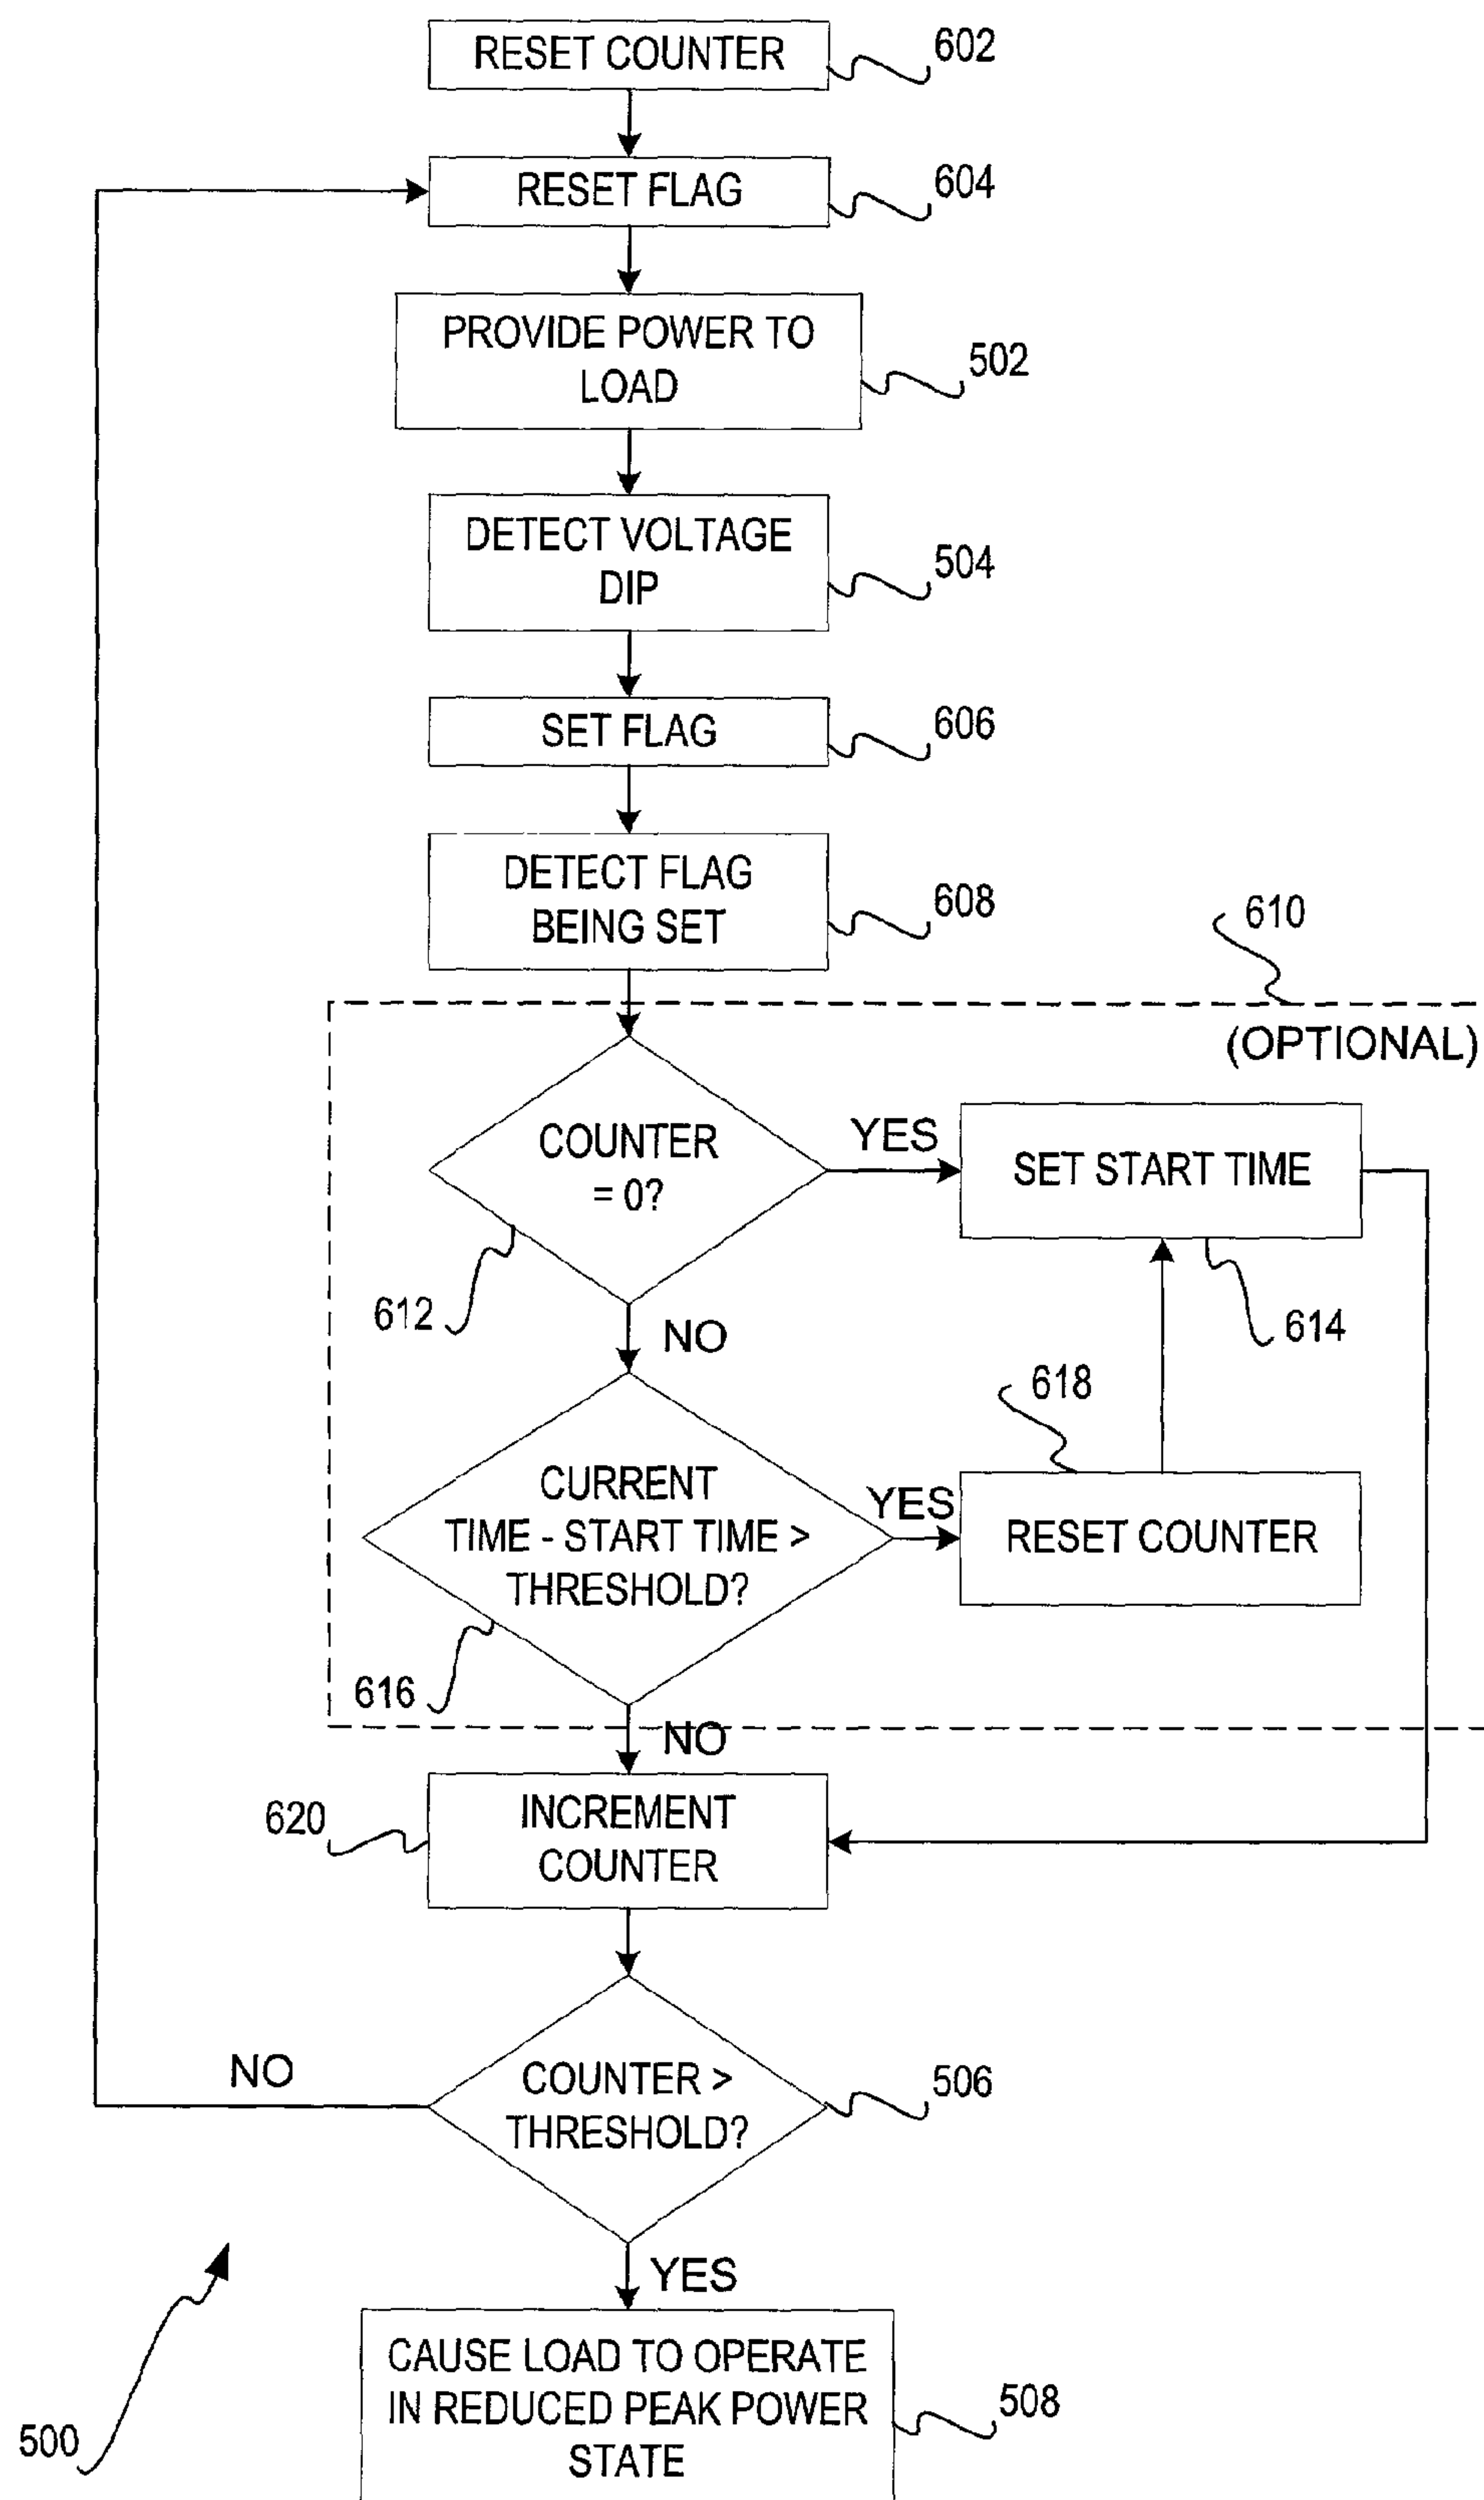 RESET COUNTER
602
RESET FLAG
604
PROVIDE POWER TO
LOAD
502
DETECT VOLTAGE
DIP
504
SET FLAG
606
DETECT FLAG
BEING SET
608
610
(OPTIONAL)
COUNTER
= 0?
YES
SET START TIME
612
NO
614
618
CURRENT
TIME - START TIME >
THRESHOLD?
YES
RESET COUNTER
616
NO
INCREMENT
COUNTER
620
NO
COUNTER >
THRESHOLD?
506
YES
CAUSE LOAD TO OPERATE
IN REDUCED PEAK POWER
STATE
508
500